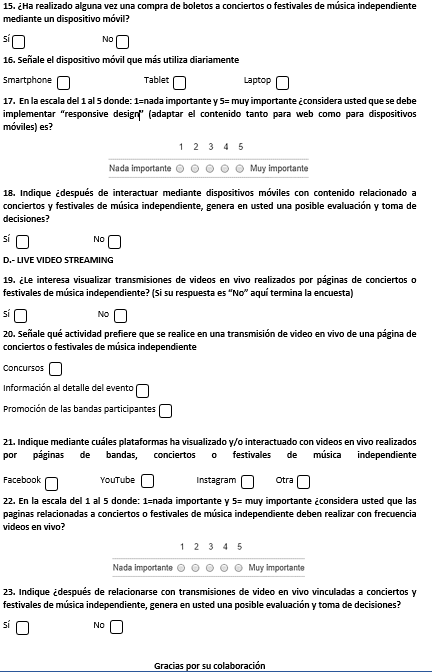 15. ¿Ha realizado alguna vez una compra de boletos a conciertos o festivales de música independiente
mediante un dispositivo móvil?
Sí No
16. Señale el dispositivo móvil que más utiliza diariamente
Smartphone Tablet Laptop
17. En la escala del 1 al 5 donde: 1=nada importante y 5= muy importante ¿considera usted que se debe
implementar “responsive design” (adaptar el contenido tanto para web como para dispositivos
móviles) es?
1 2 3 4 5
Nada importante Muy importante
18. Indique ¿después de interactuar mediante dispositivos móviles con contenido relacionado a
conciertos y festivales de música independiente, genera en usted una posible evaluación y toma de
decisiones?
Sí No
D.- LIVE VIDEO STREAMING
19. ¿Le interesa visualizar transmisiones de videos en vivo realizados por páginas de conciertos o
festivales de música independiente? (Si su respuesta es “No” aquí termina la encuesta)
Sí No
20. Señale qué actividad prefiere que se realice en una transmisión de video en vivo de una página de
conciertos o festivales de música independiente
Concursos
Información al detalle del evento
Promoción de las bandas participantes
21. Indique mediante cuáles plataformas ha visualizado y/o interactuado con videos en vivo realizados
por páginas de bandas, conciertos o festivales de música independiente
Facebook YouTube Instagram Otra
22. En la escala del 1 al 5 donde: 1=nada importante y 5= muy importante ¿considera usted que las
paginas relacionadas a conciertos o festivales de música independiente deben realizar con frecuencia
videos en vivo?
1 2 3 4 5
Nada importante Muy importante
23. Indique ¿después de relacionarse con transmisiones de video en vivo vinculadas a conciertos y
festivales de música independiente, genera en usted una posible evaluación y toma de decisiones?
Sí No
Gracias por su colaboración